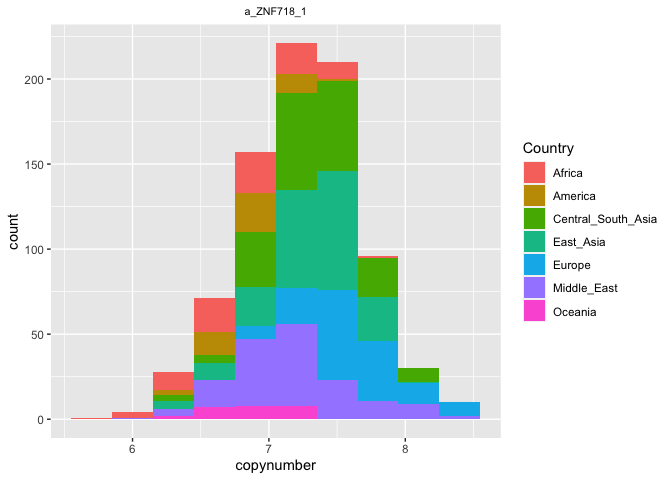 a_ZNF718_1
200
150
100
50
0
count
6
7
8
copynumber
Country
Africa
America
Central_South_Asia
East_Asia
Europe
Middle_East
Oceania